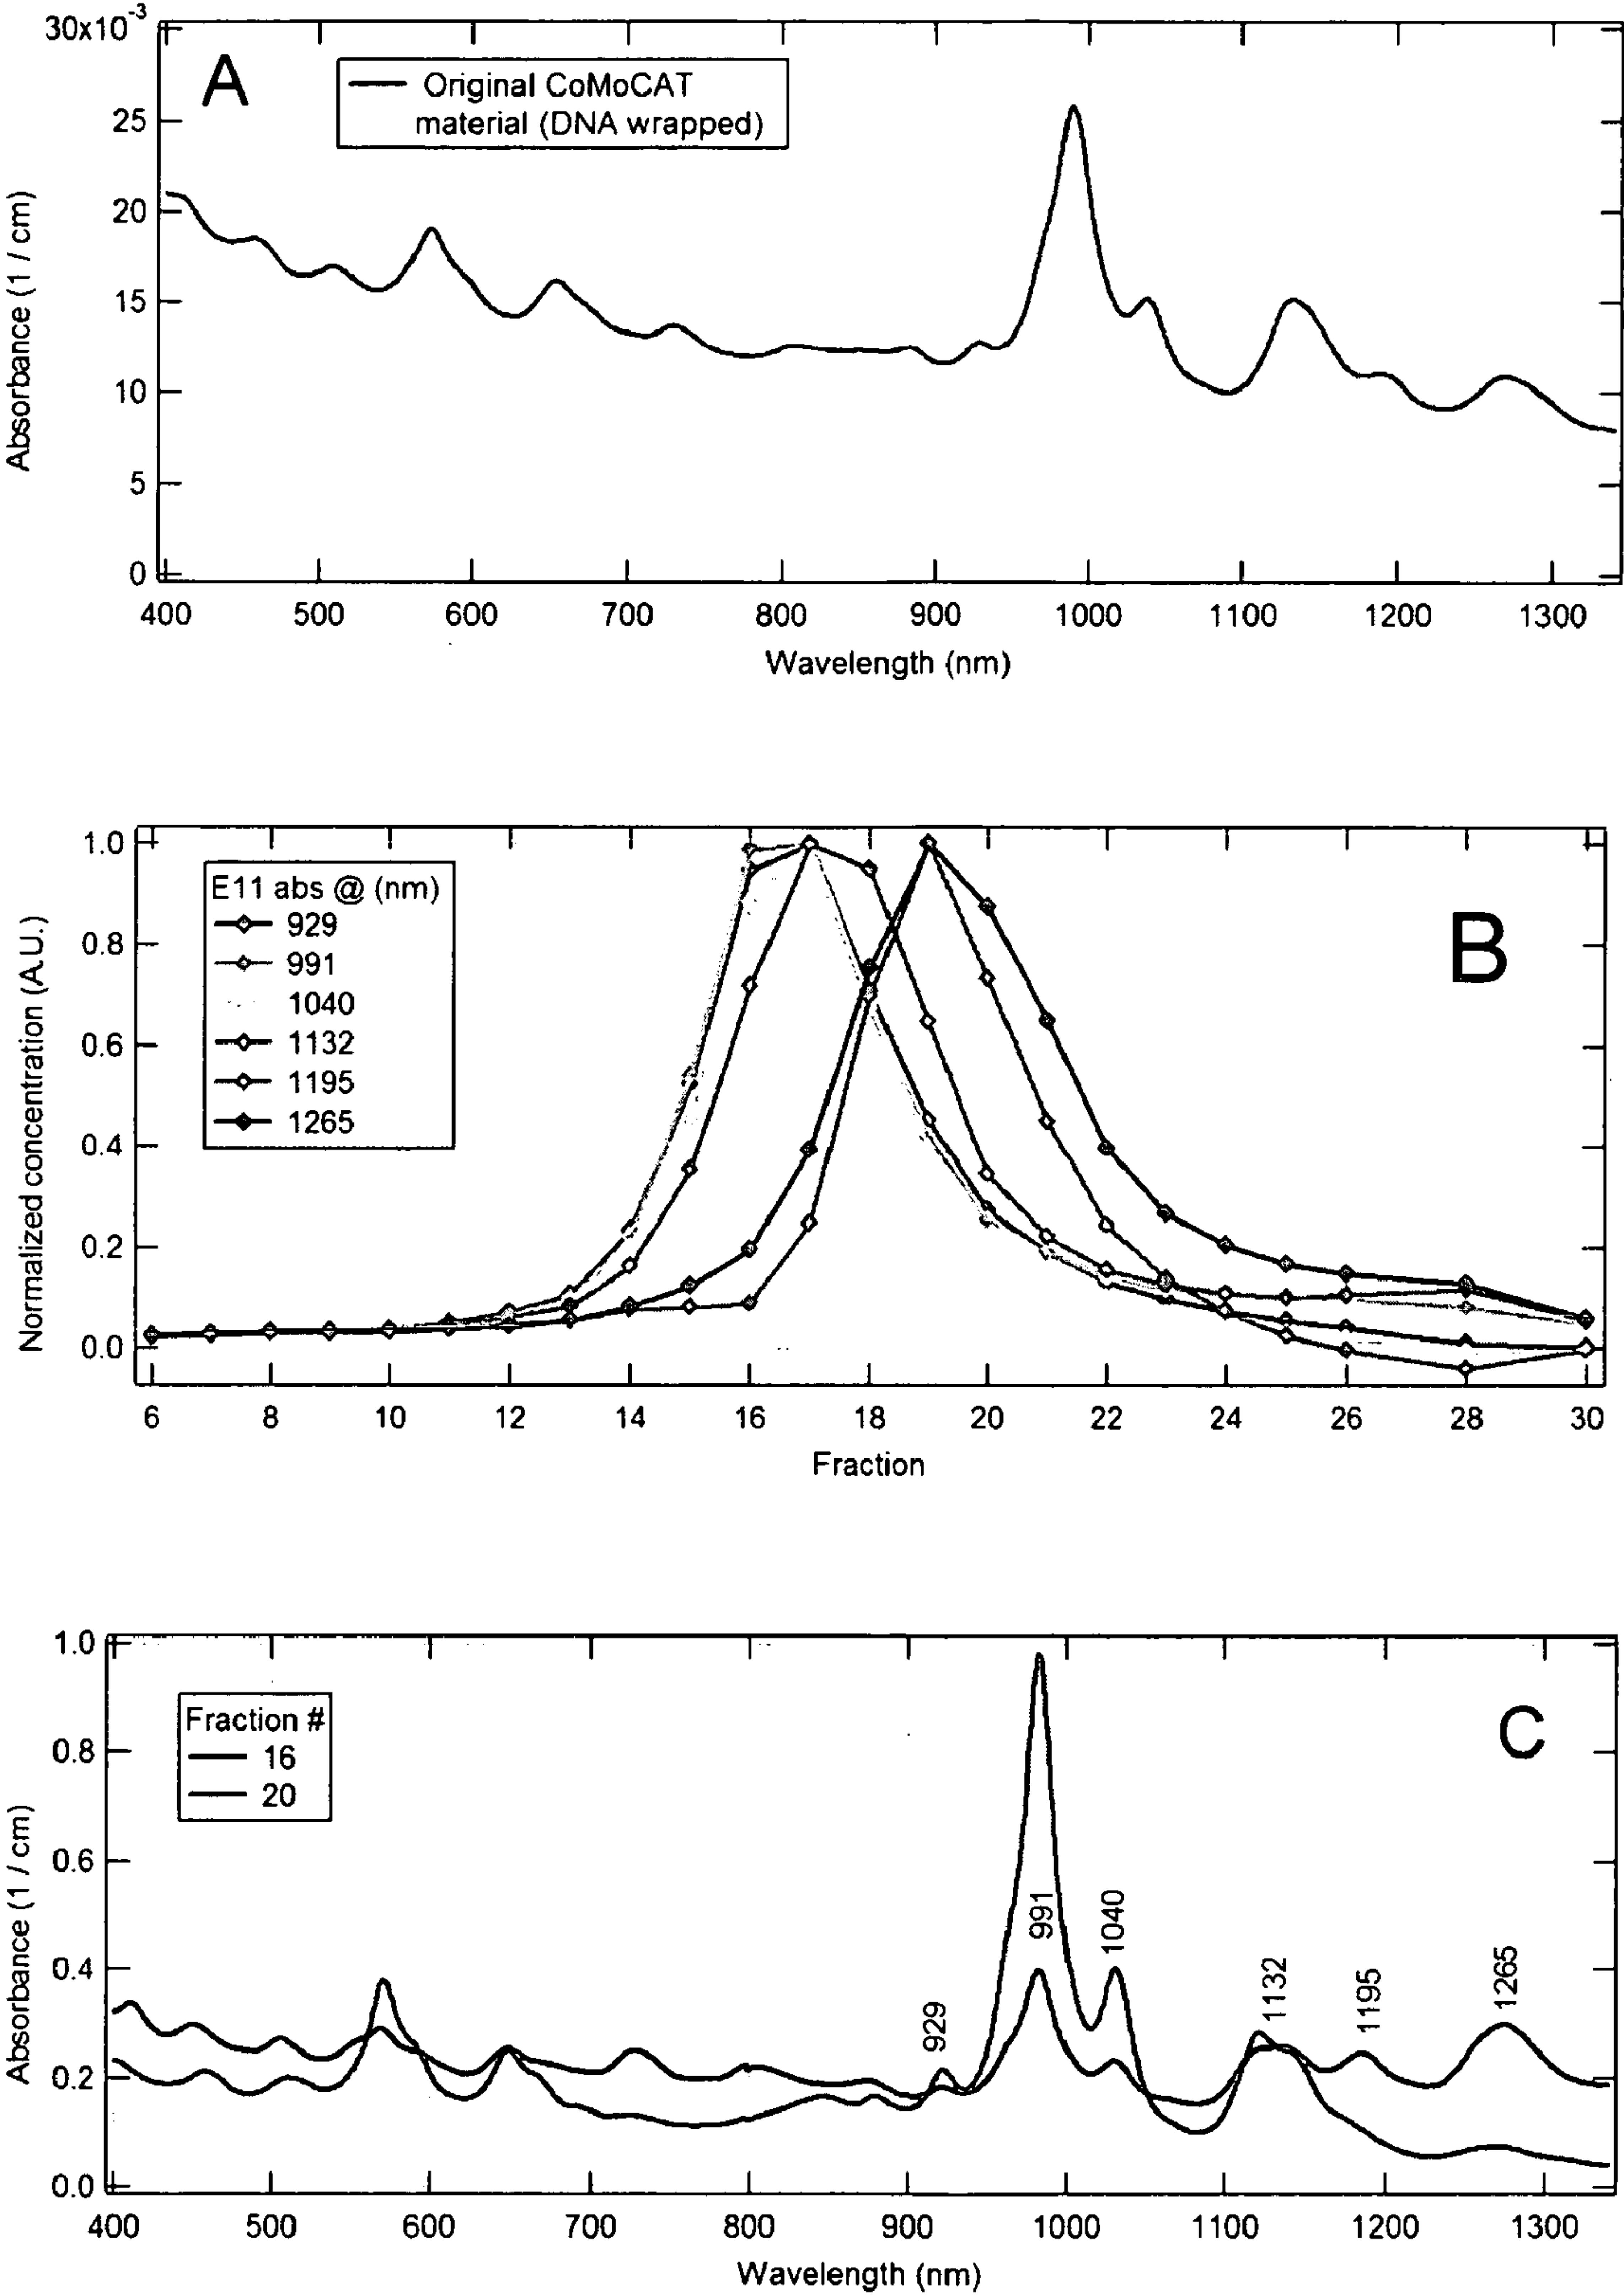 30x10-3
25
20
15
10
5
0
Absorbance (1 / cm)
A
Original CoMoCAT
material (DNA wrapped)
400 500 600 700 800 900 1000 1100 1200 1300
Wavelength (nm)
1.0
0.8
0.6
0.4
0.2
0.0
Normalized concentration (A.U.)
E11 abs @ (nm)
929
991
1040
1132
1195
1265
B
6 8 10 12 14 16 18 20 22 24 26 28 30
Fraction
1.0
0.8
0.6
0.4
0.2
0.0
Absorbance (1 / cm)
Fraction #
16
20
C
929
991
1040
1132
1195
1265
400 500 600 700 800 900 1000 1100 1200 1300
Wavelength (nm)